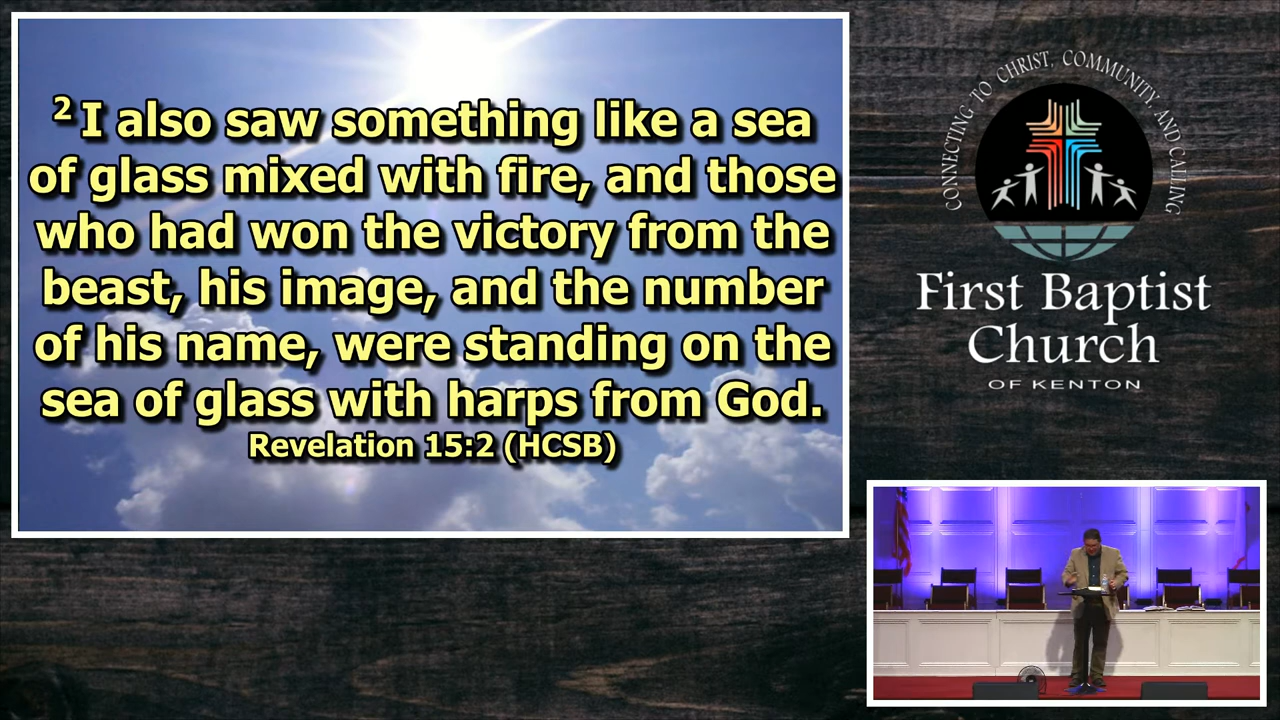 2 I also saw something like a sea
of glass mixed with fire, and those
who had won the victory from the
beast, his image, and the number
of his name, were standing on the
sea of glass with harps from God.
Revelation 15:2 (HCSB)
CONNECTING TO CHRIST, COMMUNITY, AND CALLING
First Baptist
Church
OF KENTON